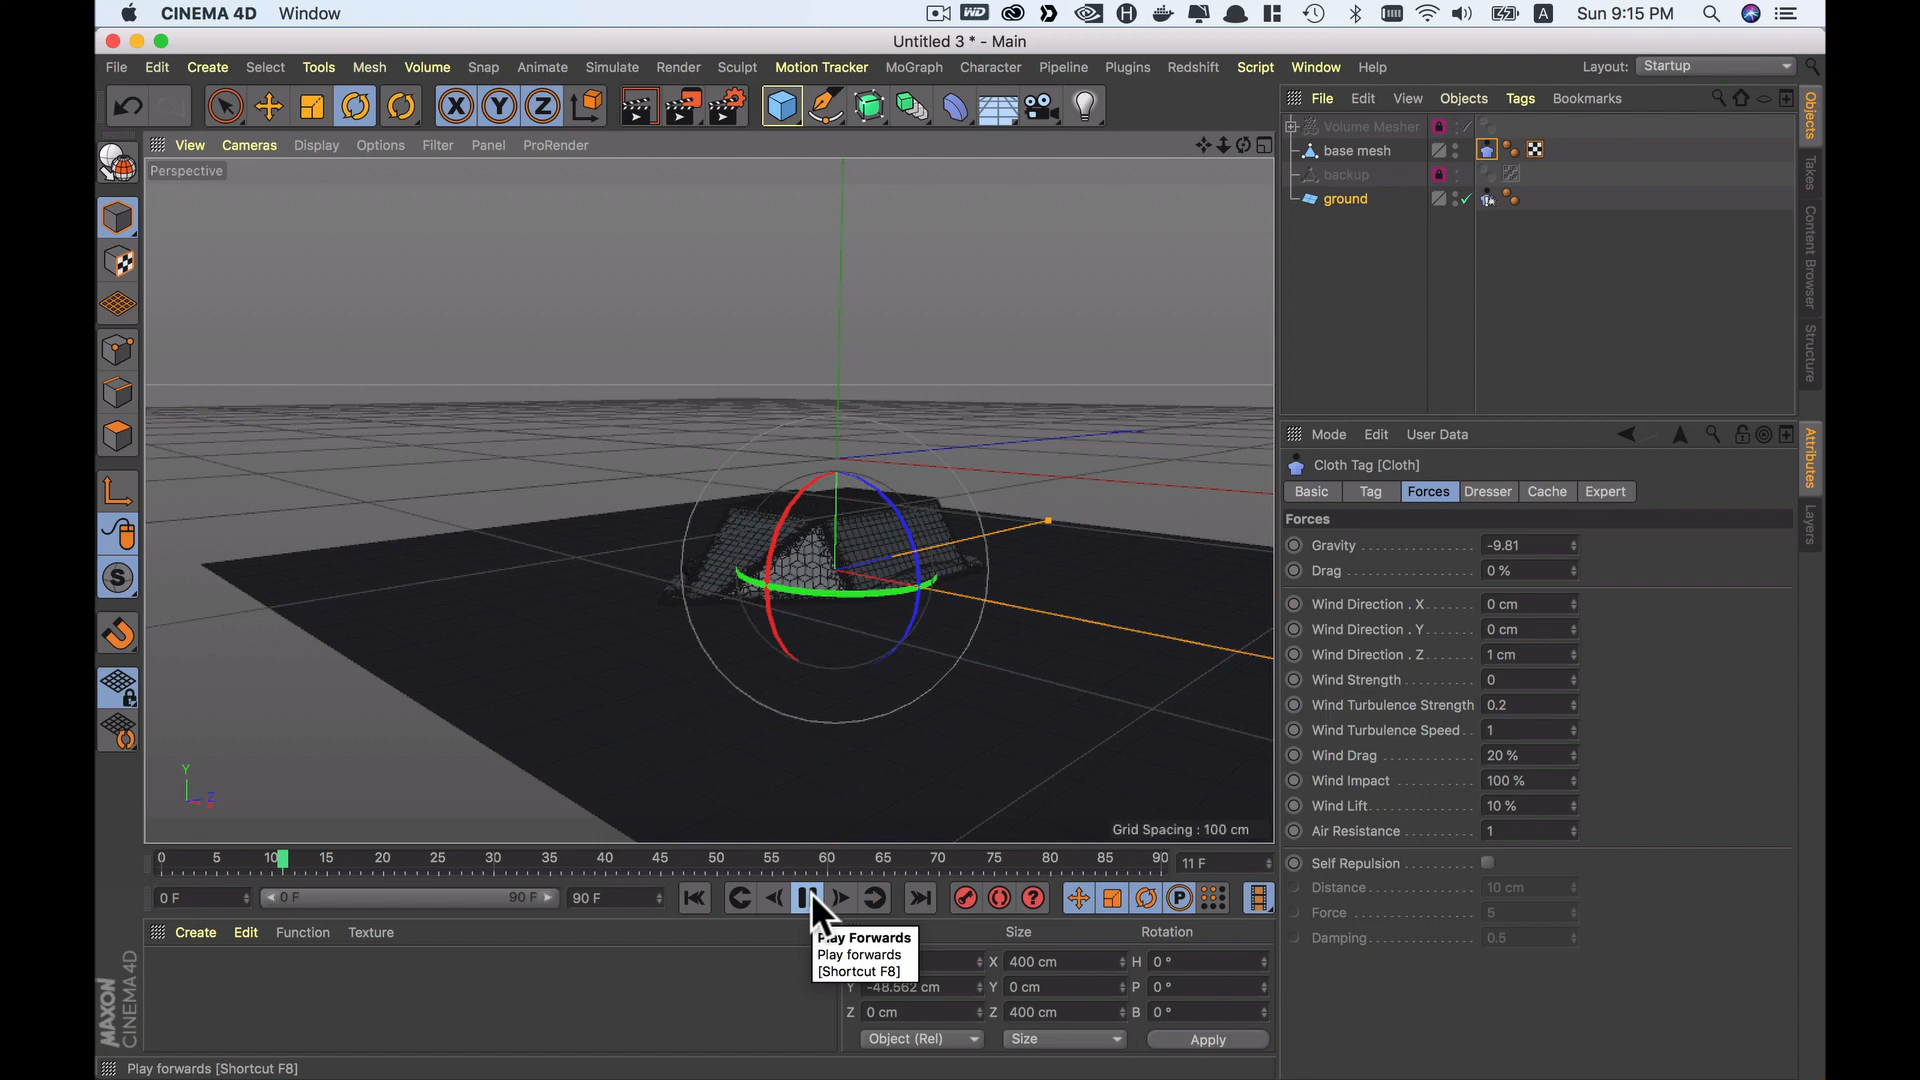 CINEMA 4D Window
Sun 9:15 PM
Untitled 3 * - Main
File Edit Create Select Tools Mesh Volume Snap Animate Simulate Render Sculpt Motion Tracker MoGraph Character Pipeline Plugins Redshift Script Window Help Layout: Startup
File Edit View Objects Tags Bookmarks
Volume Mesher
base mesh
backup
ground
Objects
Takes
Content Browser
Structure
View Cameras Display Options Filter Panel ProRender
Perspective
Grid Spacing : 100 cm
Y
Z
Mode Edit User Data
Attributes
Layers
Cloth Tag [Cloth]
Basic Tag Forces Dresser Cache Expert
Forces
Gravity -9.81
Drag 0 %
Wind Direction . X 0 cm
Wind Direction . Y 0 cm
Wind Direction . Z 1 cm
Wind Strength 0
Wind Turbulence Strength 0.2
Wind Turbulence Speed 1
Wind Drag 20 %
Wind Impact 100 %
Wind Lift 10 %
Air Resistance 1
Self Repulsion
Distance 10 cm
Force 5
Damping 0.5
0 5 10 15 20 25 30 35 40 45 50 55 60 65 70 75 80 85 90 11 F
0 F 0 F 90 F 90 F
Create Edit Function Texture
Size Rotation
Play Forwards
Play forwards
[Shortcut F8]
X 400 cm H 0 °
Y -48.562 cm Y 0 cm P 0 °
Z 0 cm Z 400 cm B 0 °
Object (Rel) Size Apply
MAXON
CINEMA 4D
Play forwards [Shortcut F8]